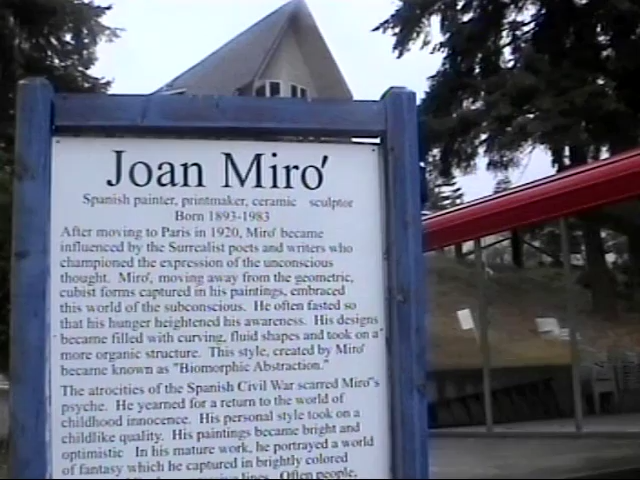 Joan Miro'
Spanish painter, printmaker, ceramic sculptor
Born 1893-1983
After moving to Paris in 1920, Miro' became
influenced by the Surrealist poets and writers who
championed the expression of the unconscious
thought. Miro', moving away from the geometric,
cubist forms captured in his paintings, embraced
this world of the subconscious. He often fasted so
that his hunger heightened his awareness. His designs
became filled with curving, fluid shapes and took on a
more organic structure. This style, created by Miro'
became known as "Biomorphic Abstraction."
The atrocities of the Spanish Civil War scarred Miro"s
psyche. He yearned for a return to the world of
childhood innocence. His personal style took on a
childlike quality. His paintings became bright and
optimistic In his mature work, he portrayed a world
of fantasy which he captured in brightly colored
lines. Often people,